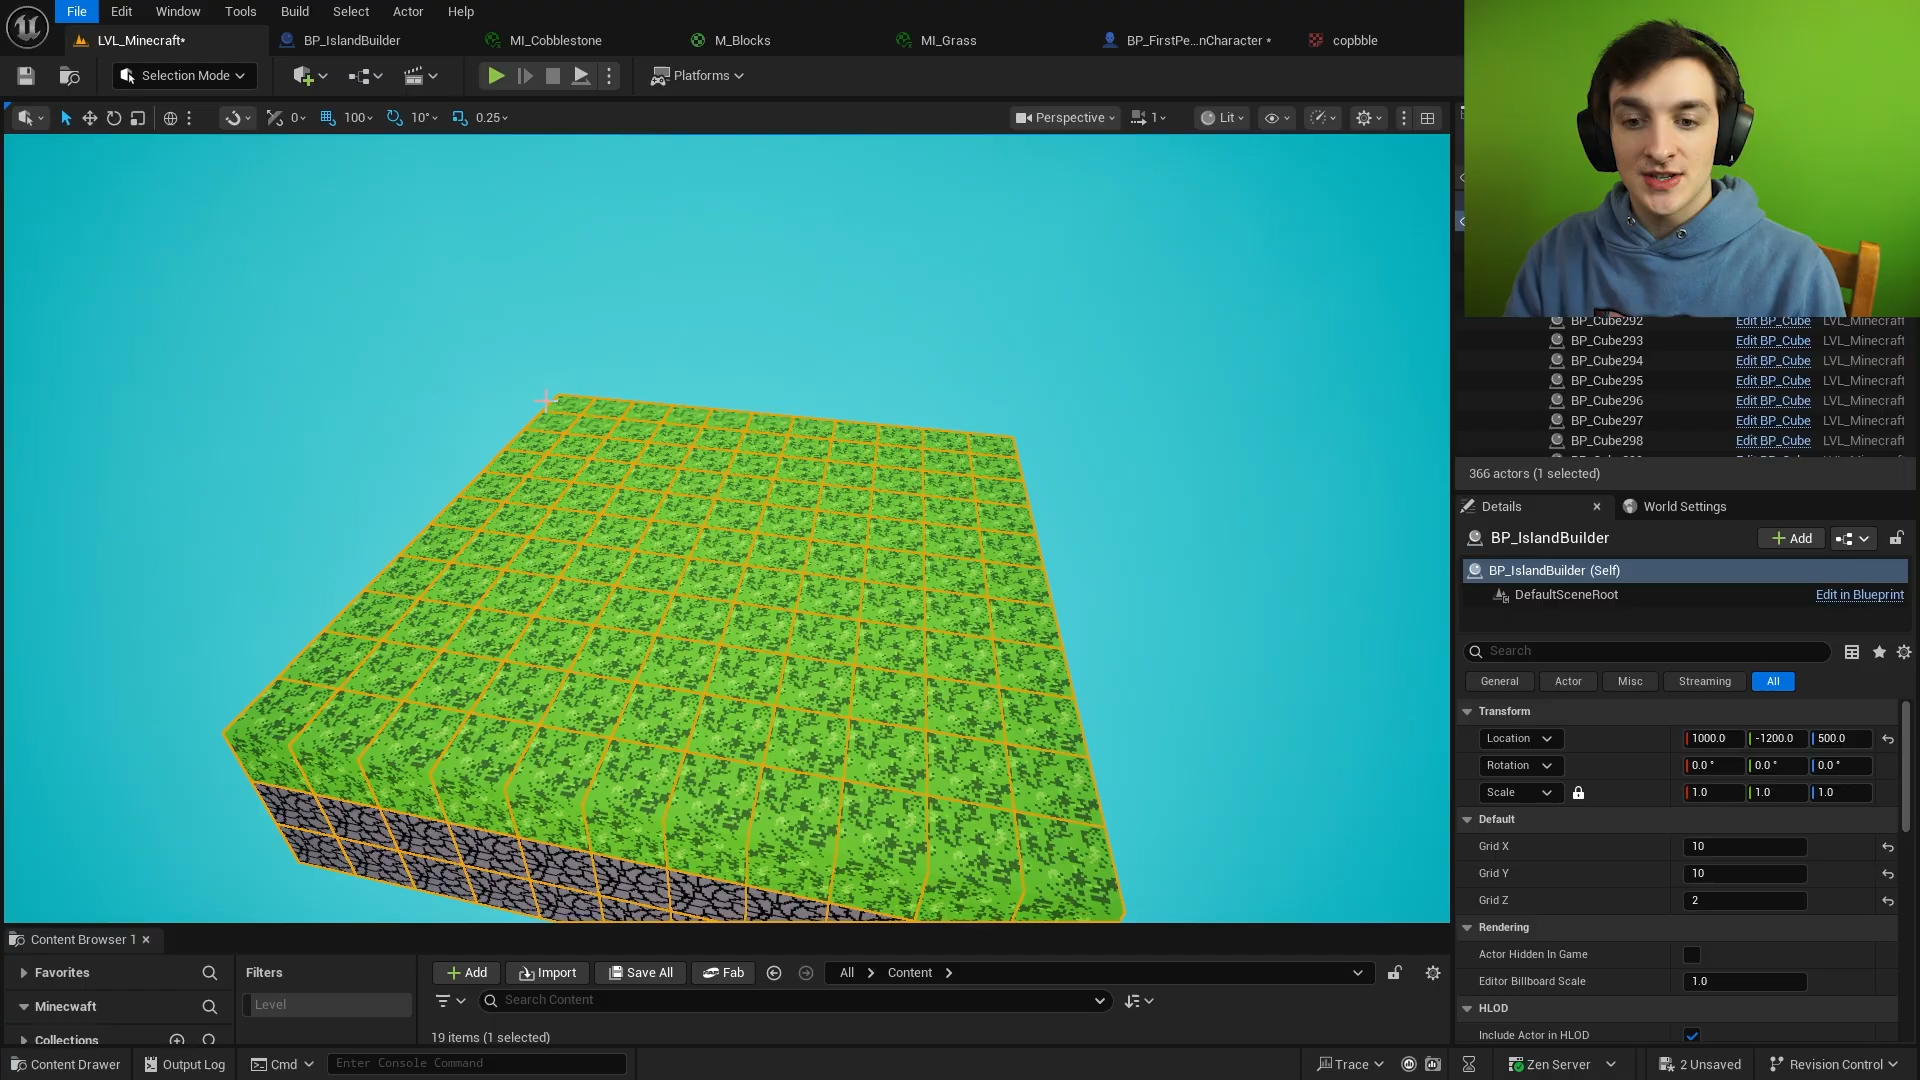 File Edit Window Tools Build Select Actor Help
LVL_Minecraft* BP_IslandBuilder MI_Cobblestone M_Blocks MI_Grass BP_FirstPe...nCharacter * copbble
Selection Mode Platforms
0 100 10° 0.25 Perspective 1 Lit
BP_Cube292 Edit BP_Cube LVL_Minecraft
BP_Cube293 Edit BP_Cube LVL_Minecraft
BP_Cube294 Edit BP_Cube LVL_Minecraft
BP_Cube295 Edit BP_Cube LVL_Minecraft
BP_Cube296 Edit BP_Cube LVL_Minecraft
BP_Cube297 Edit BP_Cube LVL_Minecraft
BP_Cube298 Edit BP_Cube LVL_Minecraft
366 actors (1 selected)
Details World Settings
BP_IslandBuilder Add
BP_IslandBuilder (Self)
DefaultSceneRoot Edit in Blueprint
Search
General Actor Misc Streaming All
Transform
Location 1000.0 -1200.0 500.0
Rotation 0.0 ° 0.0 ° 0.0 °
Scale 1.0 1.0 1.0
Default
Grid X 10
Grid Y 10
Grid Z 2
Rendering
Actor Hidden In Game
Editor Billboard Scale 1.0
HLOD
Include Actor in HLOD
Content Browser 1
Favorites
Minecwaft
Collections
Filters
Level
Add Import Save All Fab All Content
Search Content
19 items (1 selected)
Content Drawer Output Log Cmd Enter Console Command Trace Zen Server 2 Unsaved Revision Control